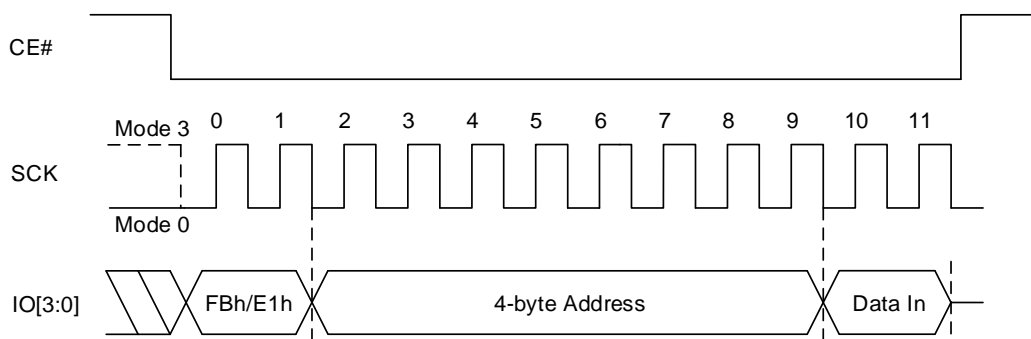 CE#
Mode 3 0 1 2 3 4 5 6 7 8 9 10 11
SCK
Mode 0
IO[3:0] FBh/E1h 4-byte Address Data In